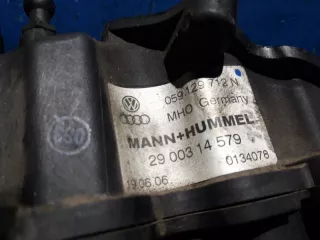 059.129 712 N
MHO Germany
MANN+HUMMEL
29 003 14 579
0134078
19.06.06